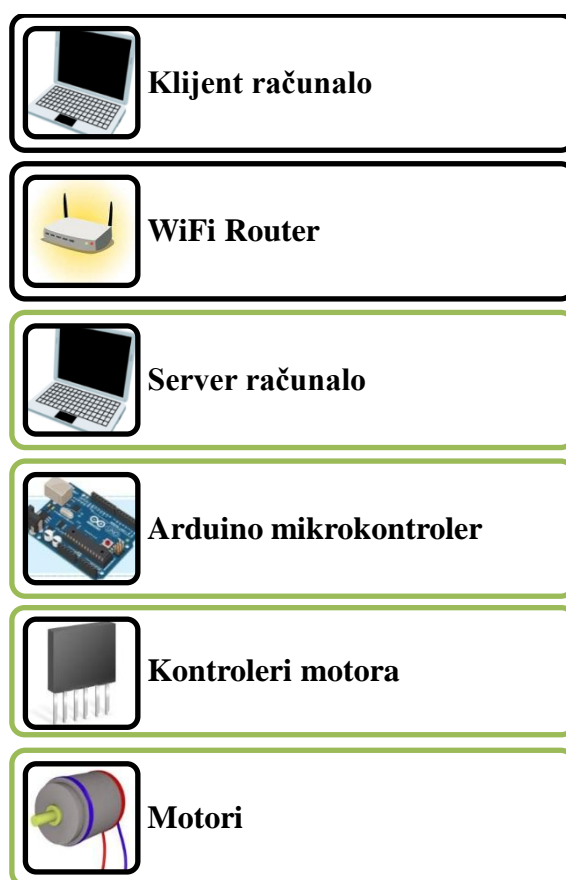 Klijent računalo
WiFi Router
Server računalo
Arduino mikrokontroler
Kontroleri motora
Motori